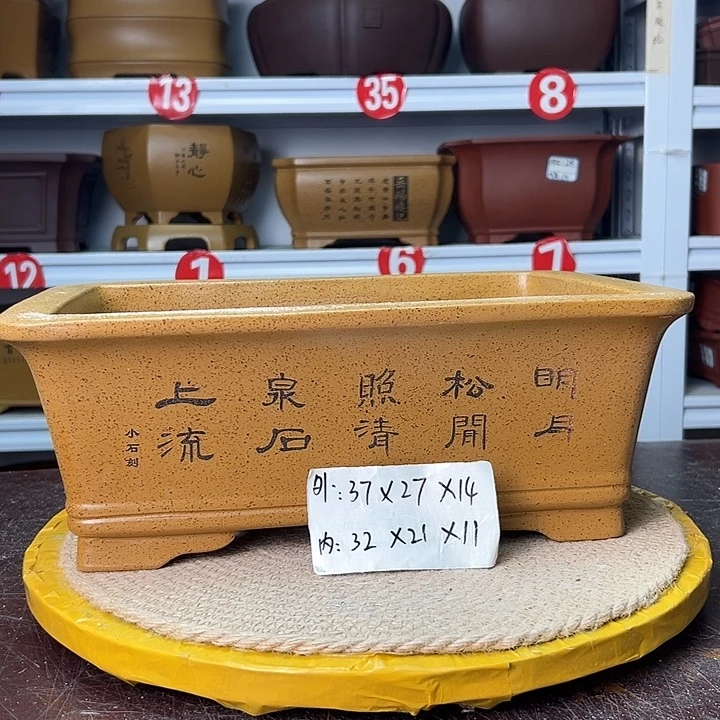 13
35
8
靜心
12
1
6
7
明月
松間
照清
泉石
上流
小石刻
外:37×27×14
内:32×21×11